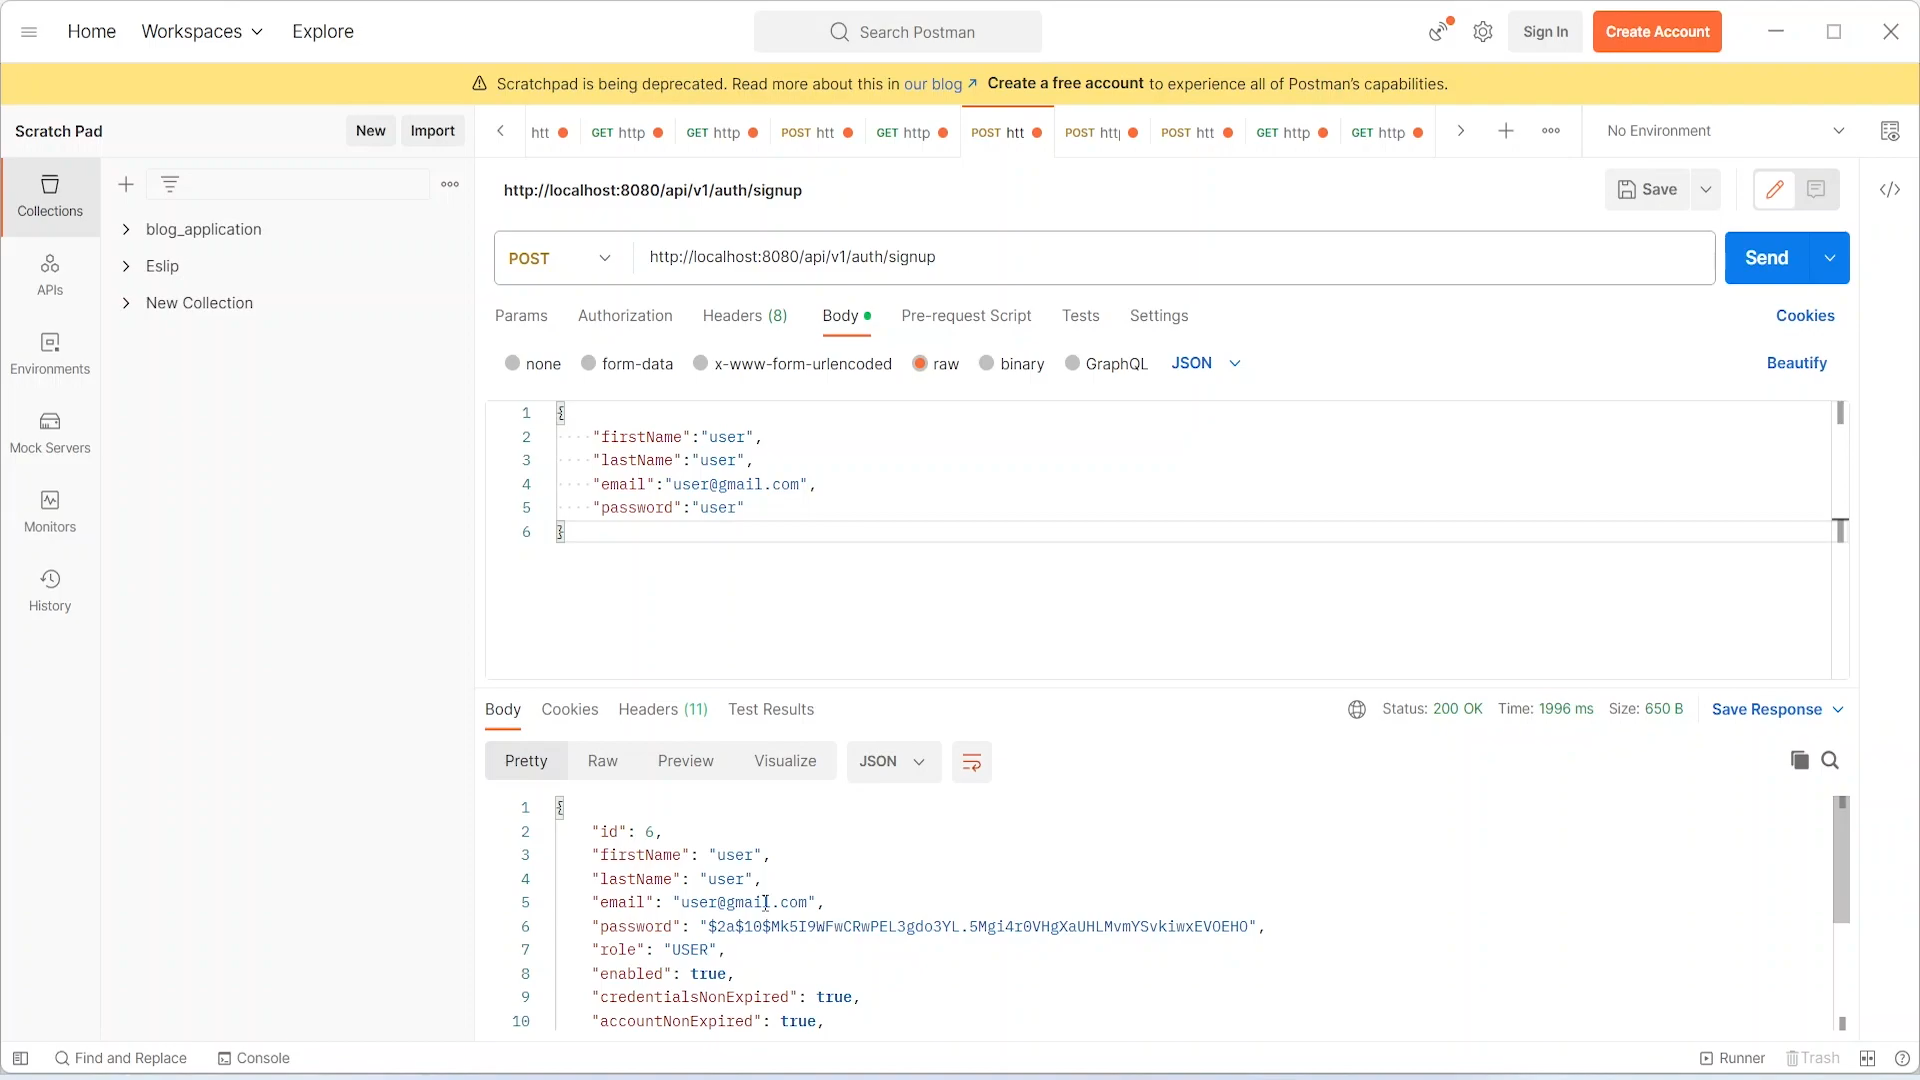 Home Workspaces Explore Search Postman Sign In Create Account
Scratchpad is being deprecated. Read more about this in our blog ↗ Create a free account to experience all of Postman's capabilities.
Scratch Pad New Import htt GET http GET http POST htt GET http POST htt POST htt POST htt GET http GET http No Environment
Collections
APIs
Environments
Mock Servers
Monitors
History
blog_application
Eslip
New Collection
http://localhost:8080/api/v1/auth/signup Save
POST http://localhost:8080/api/v1/auth/signup Send
Params Authorization Headers (8) Body Pre-request Script Tests Settings Cookies
none form-data x-www-form-urlencoded raw binary GraphQL JSON Beautify
1 {
2 "firstName":"user",
3 "lastName":"user",
4 "email":"user@gmail.com",
5 "password":"user"
6 }
Body Cookies Headers (11) Test Results Status: 200 OK Time: 1996 ms Size: 650 B Save Response
Pretty Raw Preview Visualize JSON
1 {
2 "id": 6,
3 "firstName": "user",
4 "lastName": "user",
5 "email": "user@gmail.com",
6 "password": "$2a$10$Mk5I9WFwCRwPEL3gdo3YL.5Mgi4r0VHgXaUHLMvmYSvkiwxEVOEHO",
7 "role": "USER",
8 "enabled": true,
9 "credentialsNonExpired": true,
10 "accountNonExpired": true,
Find and Replace Console Runner Trash